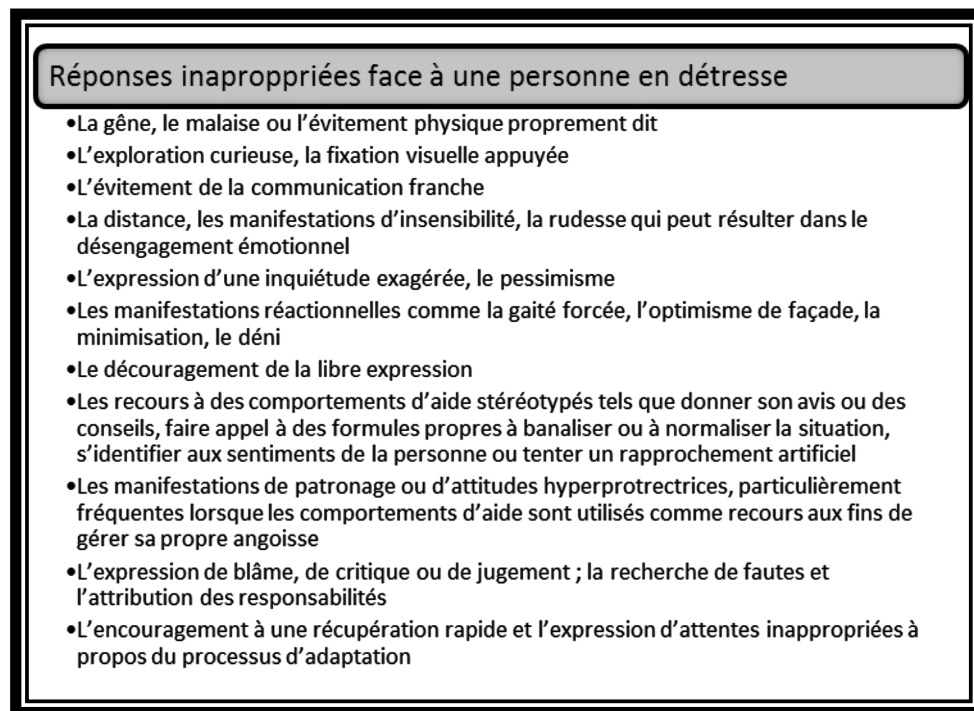 Réponses inaproppriées face à une personne en détresse
•La gêne, le malaise ou l’évitement physique proprement dit
•L’exploration curieuse, la fixation visuelle appuyée
•L’évitement de la communication franche
•La distance, les manifestations d’insensibilité, la rudesse qui peut résulter dans le
désengagement émotionnel
•L’expression d’une inquiétude exagérée, le pessimisme
•Les manifestations réactionnelles comme la gaité forcée, l’optimisme de façade, la
minimisation, le déni
•Le découragement de la libre expression
•Les recours à des comportements d’aide stéréotypés tels que donner son avis ou des
conseils, faire appel à des formules propres à banaliser ou à normaliser la situation,
s’identifier aux sentiments de la personne ou tenter un rapprochement artificiel
•Les manifestations de patronage ou d’attitudes hyperprotrectrices, particulièrement
fréquentes lorsque les comportements d’aide sont utilisés comme recours aux fins de
gérer sa propre angoisse
•L’expression de blâme, de critique ou de jugement ; la recherche de fautes et
l’attribution des responsabilités
•L’encouragement à une récupération rapide et l’expression d’attentes inappropriées à
propos du processus d’adaptation